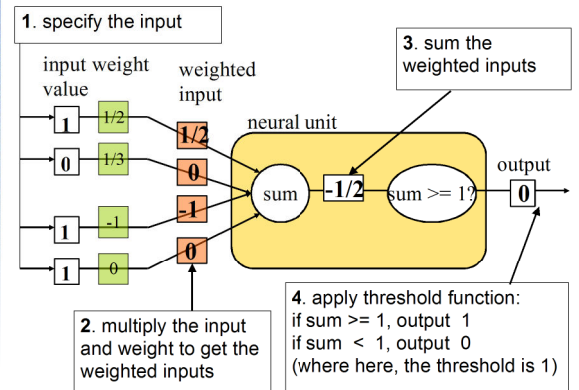 1. specify the input
3. sum the
weighted inputs
input weight
value
weighted
input
neural unit
output
1
1/2
1/2
0
1/3
0
1
-1
-1
1
0
0
sum
-1/2
sum >= 1?
0
2. multiply the input
and weight to get the
weighted inputs
4. apply threshold function:
if sum >= 1, output 1
if sum < 1, output 0
(where here, the threshold is 1)